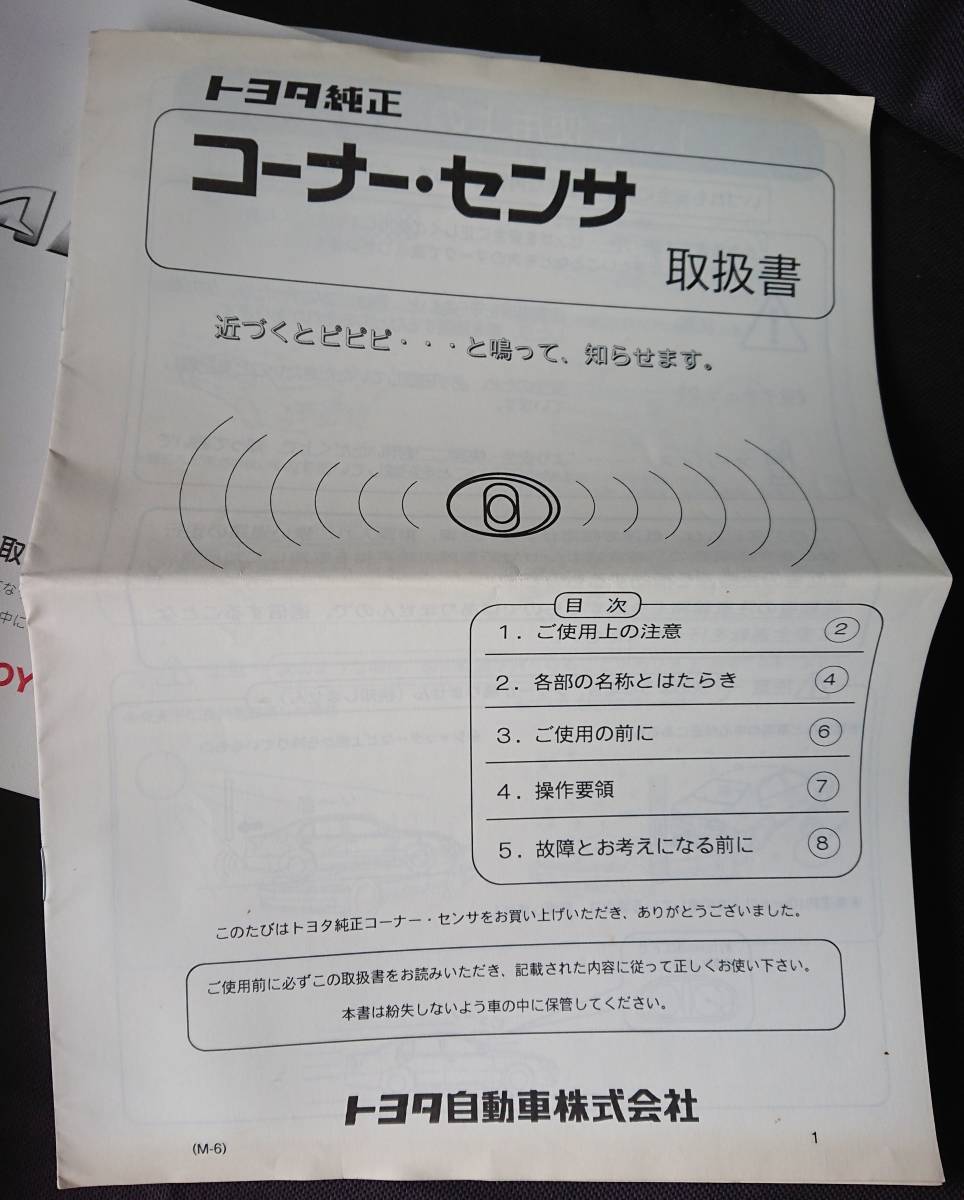 トヨタ純正
コーナー・センサ
取扱書
近づくとピピピ・・・と鳴って、知らせます。
目 次
1．ご使用上の注意 ②
2．各部の名称とはたらき ④
3．ご使用の前に ⑥
4．操作要領 ⑦
5．故障とお考えになる前に ⑧
このたびはトヨタ純正コーナー・センサをお買い上げいただき、ありがとうございました。
ご使用前に必ずこの取扱書をお読みいただき、記載された内容に従って正しくお使い下さい。
本書は紛失しないよう車の中に保管してください。
トヨタ自動車株式会社
(M-6)
1
取
中に
OY